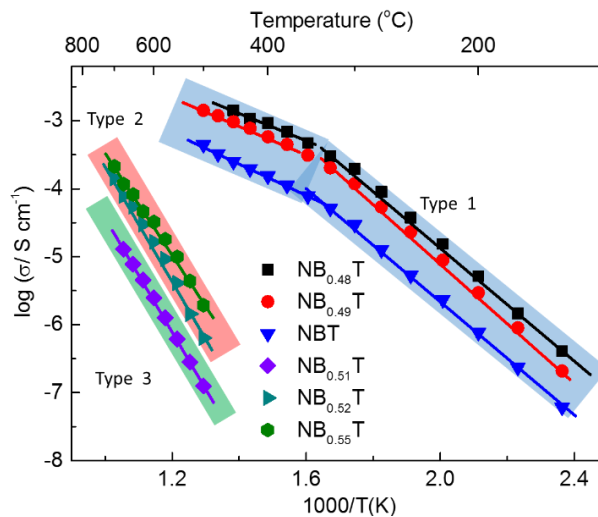 Temperature (°C)
800 600 400 200
-3
-4
-5
-6
-7
-8
log (σ/ S cm⁻¹)
Type 2
Type 1
Type 3
NB₀.₄₈T
NB₀.₄₉T
NBT
NB₀.₅₁T
NB₀.₅₂T
NB₀.₅₅T
1.2 1.6 2.0 2.4
1000/T(K)